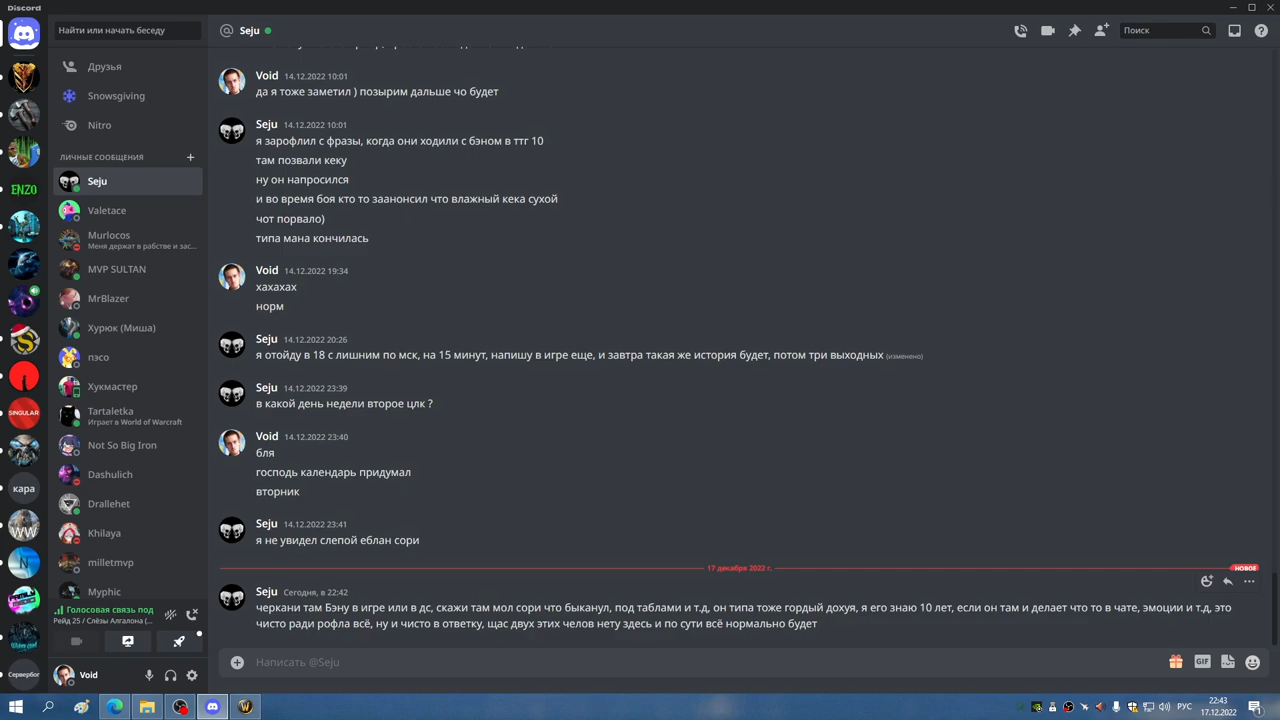 Discord
Найти или начать беседу
Seju
Поиск
Друзья
Snowsgiving
Nitro
ЛИЧНЫЕ СООБЩЕНИЯ
Seju
Valetace
Murlocos
Меня держат в рабстве и зас...
MVP SULTAN
MrBlazer
Хурюк (Миша)
пэсо
Хукмастер
Tartaletka
Играет в World of Warcraft
Not So Big Iron
Dashulich
Drallehet
Khilaya
milletmvp
Myphic
ENZO
SINGULAR
кара
WW
N
Сервербог
Голосовая связь под
Рейд 25 / Слёзы Алгалона (...
Void
Void 14.12.2022 10:01
да я тоже заметил ) позырим дальше чо будет
Seju 14.12.2022 10:01
я зарофлил с фразы, когда они ходили с бэном в ттг 10
там позвали кеку
ну он напросился
и во время боя кто то заанонсил что влажный кека сухой
чот порвало)
типа мана кончилась
Void 14.12.2022 19:34
хахахах
норм
Seju 14.12.2022 20:26
я отойду в 18 с лишним по мск, на 15 минут, напишу в игре еще, и завтра такая же история будет, потом три выходных (изменено)
Seju 14.12.2022 23:39
в какой день недели второе цлк ?
Void 14.12.2022 23:40
бля
господь календарь придумал
вторник
Seju 14.12.2022 23:41
я не увидел слепой еблан сори
17 декабря 2022 г.
НОВОЕ
Seju Сегодня, в 22:42
черкани там Бэну в игре или в дс, скажи там мол сори что быканул, под таблами и т.д, он типа тоже гордый дохуя, я его знаю 10 лет, если он там и делает что то в чате, эмоции и т.д, это
чисто ради рофла всё, ну и чисто в ответку, щас двух этих челов нету здесь и по сути всё нормально будет
Написать @Seju
GIF
РУС
22:43
17.12.2022